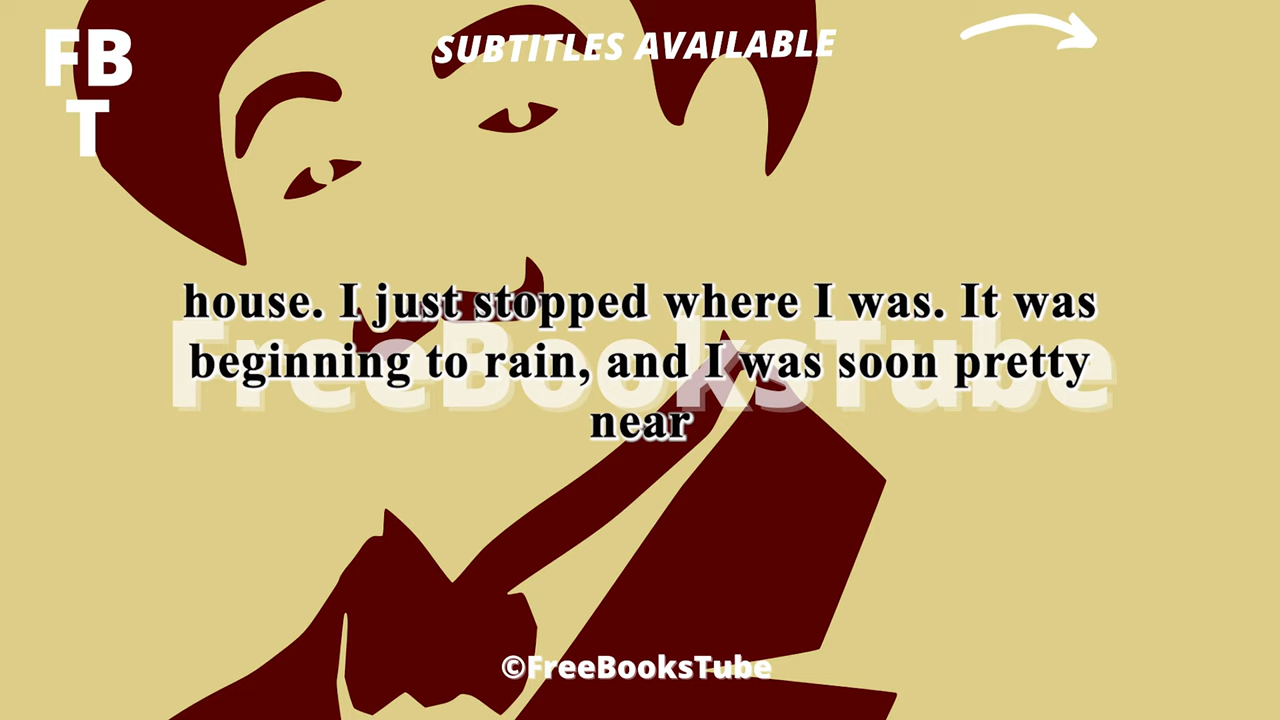 FB
T
SUBTITLES AVAILABLE
house. I just stopped where I was. It was
beginning to rain, and I was soon pretty
near
FreeBooksTube
©FreeBooksTube